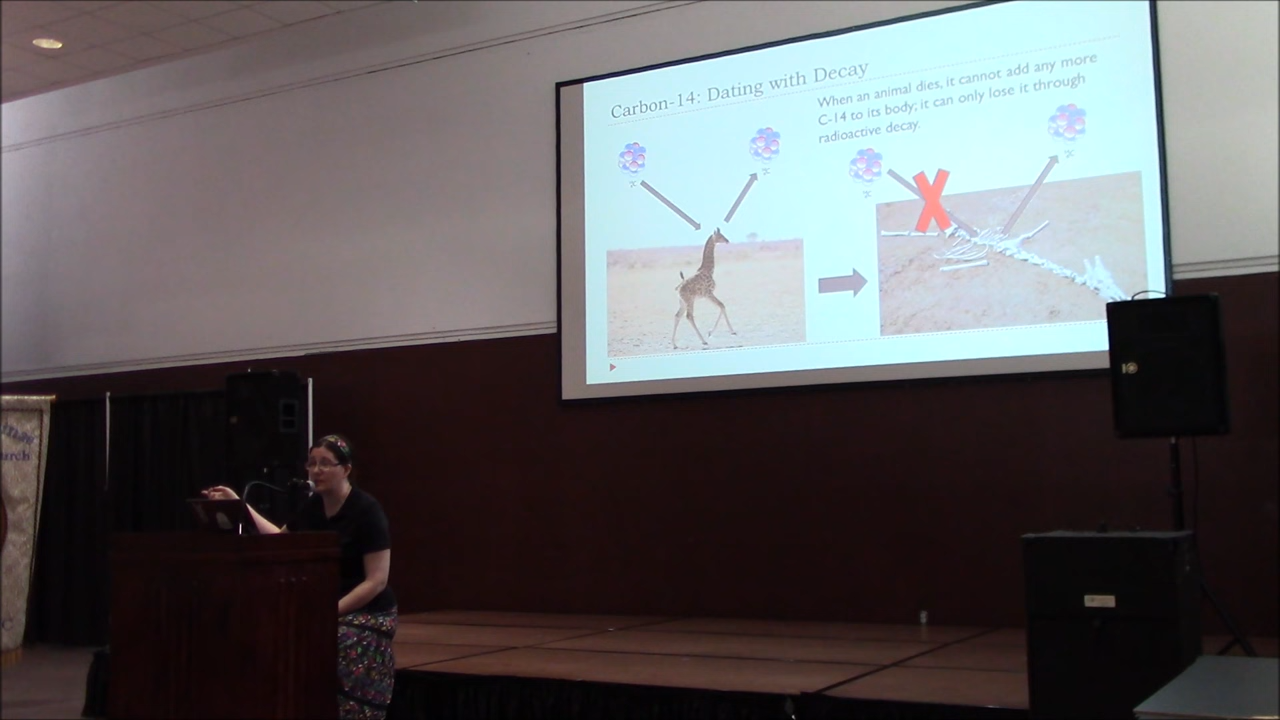 Carbon-14: Dating with Decay
When an animal dies, it cannot add any more
C-14 to its body; it can only lose it through
radioactive decay.